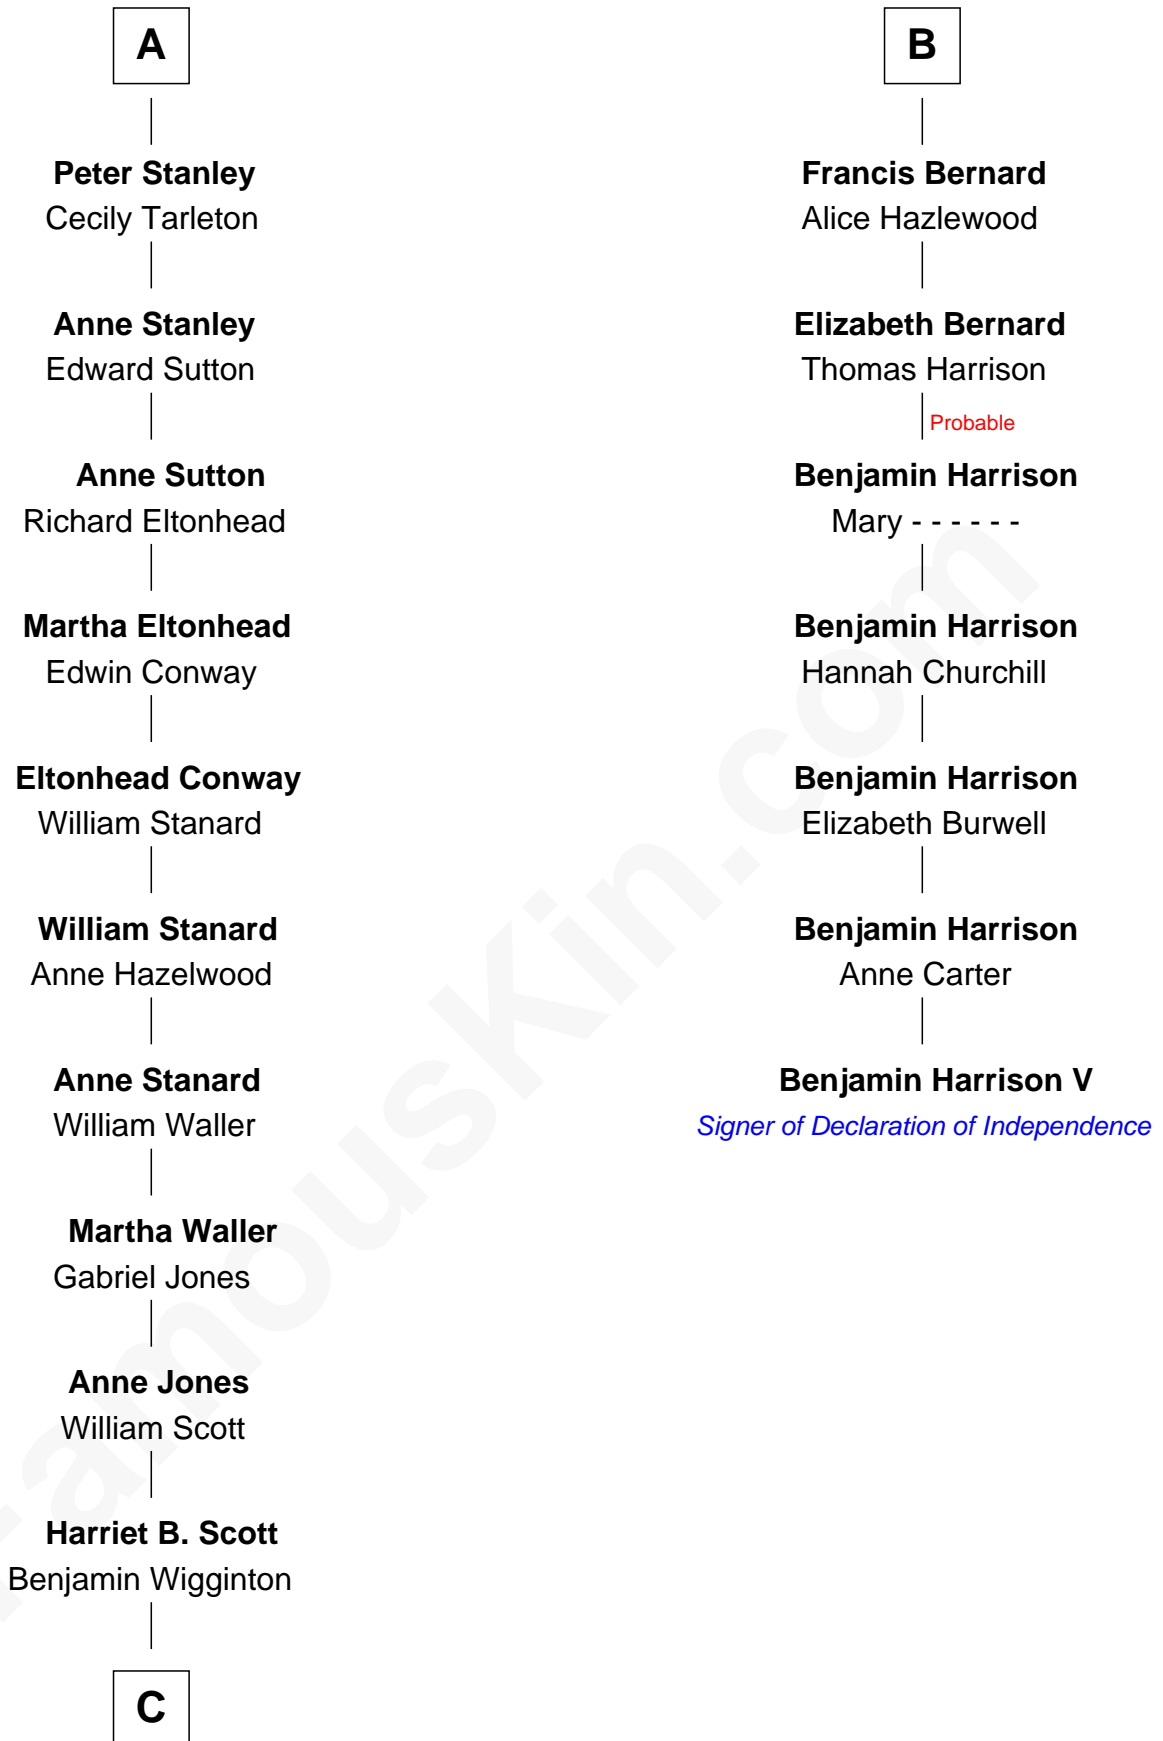 A
Peter Stanley
Cecily Tarleton
Anne Stanley
Edward Sutton
Anne Sutton
Richard Eltonhead
Martha Eltonhead
Edwin Conway
Eltonhead Conway
William Stanard
William Stanard
Anne Hazelwood
Anne Stanard
William Waller
Martha Waller
Gabriel Jones
Anne Jones
William Scott
Harriet B. Scott
Benjamin Wigginton
C
B
Francis Bernard
Alice Hazlewood
Elizabeth Bernard
Thomas Harrison
Probable
Benjamin Harrison
Mary - - - - - -
Benjamin Harrison
Hannah Churchill
Benjamin Harrison
Elizabeth Burwell
Benjamin Harrison
Anne Carter
Benjamin Harrison V
Signer of Declaration of Independence
FamousKin.com